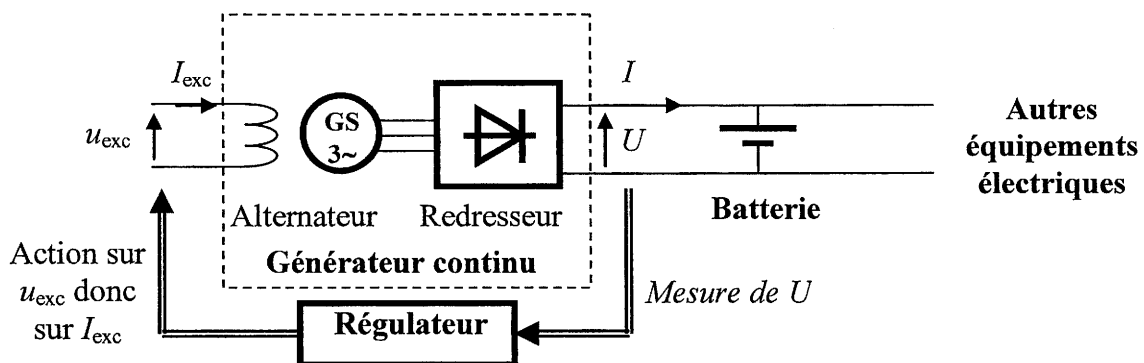 I_exc
u_exc
GS
3~
I
U
Autres
équipements
électriques
Alternateur
Redresseur
Batterie
Générateur continu
Action sur
u_exc donc
sur I_exc
Mesure de U
Régulateur